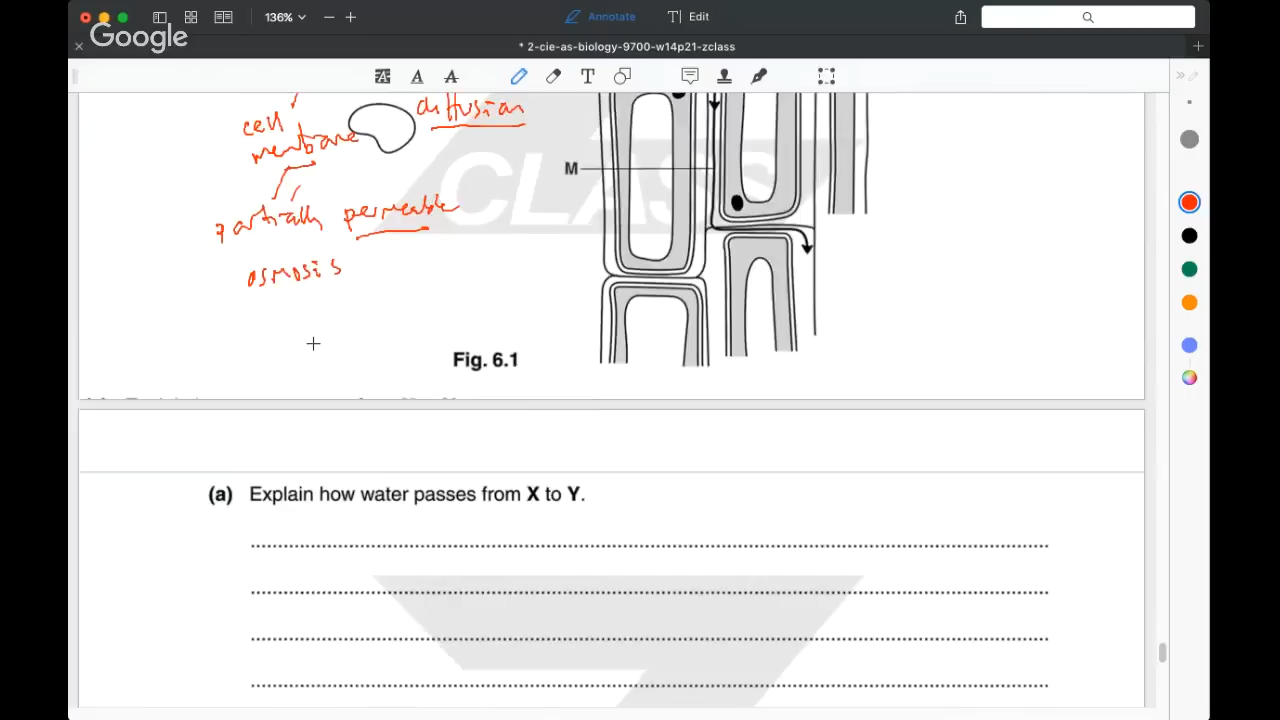 136%
Annotate
T Edit
Google
* 2-cie-as-biology-9700-w14p21-zclass
A A A T
cell
membrane
diffusion
partially permeable
osmosis
CLASS
M
Fig. 6.1
(a) Explain how water passes from X to Y.